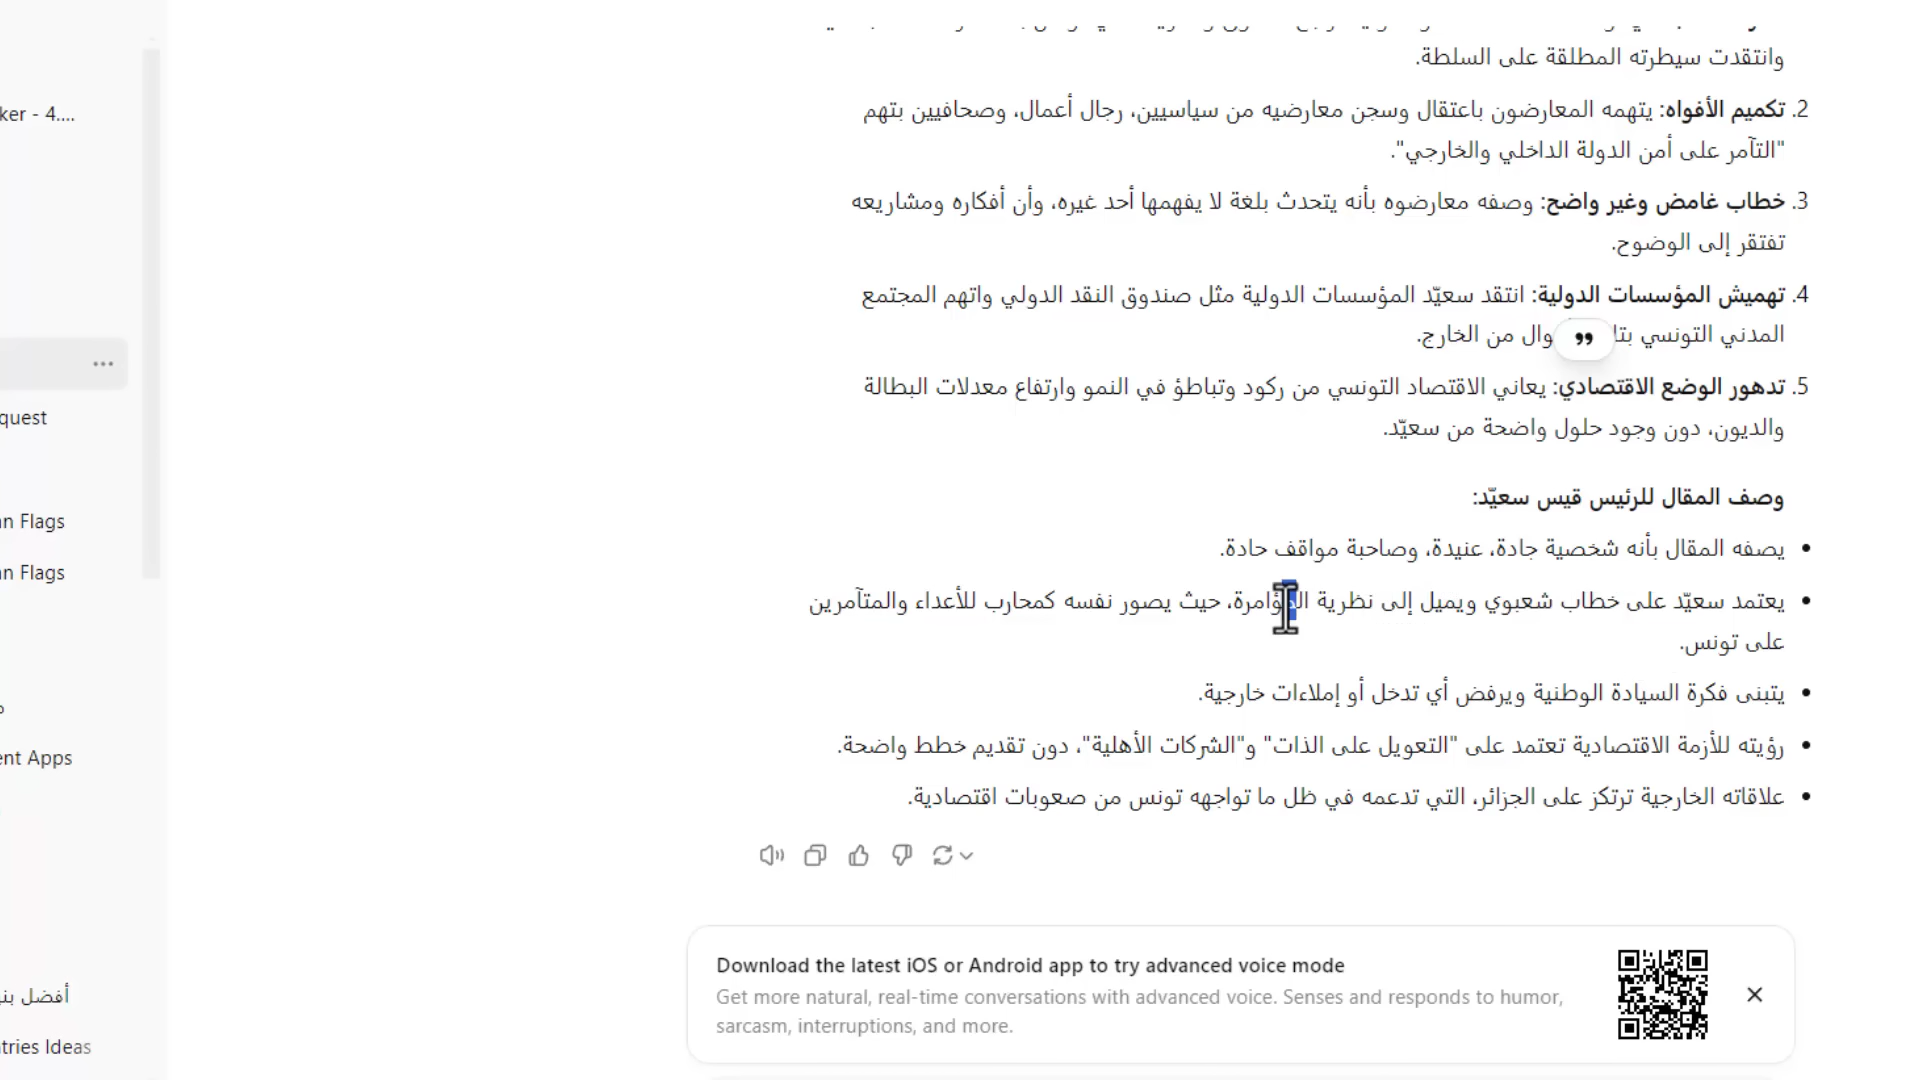 وانتقدت سيطرته المطلقة على السلطة.
2. تكميم الأفواه: يتهمه المعارضون باعتقال وسجن معارضيه من سياسيين، رجال أعمال، وصحافيين بتهم
"التآمر على أمن الدولة الداخلي والخارجي".
3. خطاب غامض وغير واضح: وصفه معارضوه بأنه يتحدث بلغة لا يفهمها أحد غيره، وأن أفكاره ومشاريعه
تفتقر إلى الوضوح.
4. تهميش المؤسسات الدولية: انتقد سعيّد المؤسسات الدولية مثل صندوق النقد الدولي واتهم المجتمع
المدني التونسي من الخارج.
5. تدهور الوضع الاقتصادي: يعاني الاقتصاد التونسي من ركود وتباطؤ في النمو وارتفاع معدلات البطالة
والديون، دون وجود حلول واضحة من سعيّد.
وصف المقال للرئيس قيس سعيّد:
• يصفه المقال بأنه شخصية جادة، عنيدة، وصاحبة مواقف حادة.
• يعتمد سعيّد على خطاب شعبوي ويميل إلى نظرية المؤامرة، حيث يصور نفسه كمحارب للأعداء والمتآمرين
على تونس.
• يتبنى فكرة السيادة الوطنية ويرفض أي تدخل أو إملاءات خارجية.
• رؤيته للأزمة الاقتصادية تعتمد على "التعويل على الذات" و"الشركات الأهلية"، دون تقديم خطط واضحة.
• علاقاته الخارجية ترتكز على الجزائر، التي تدعمه في ظل ما تواجهه تونس من صعوبات اقتصادية.
Download the latest iOS or Android app to try advanced voice mode
Get more natural, real-time conversations with advanced voice. Senses and responds to humor,
sarcasm, interruptions, and more.
ker - 4....
quest
an Flags
an Flags
ent Apps
أفضل بنو
tries Ideas